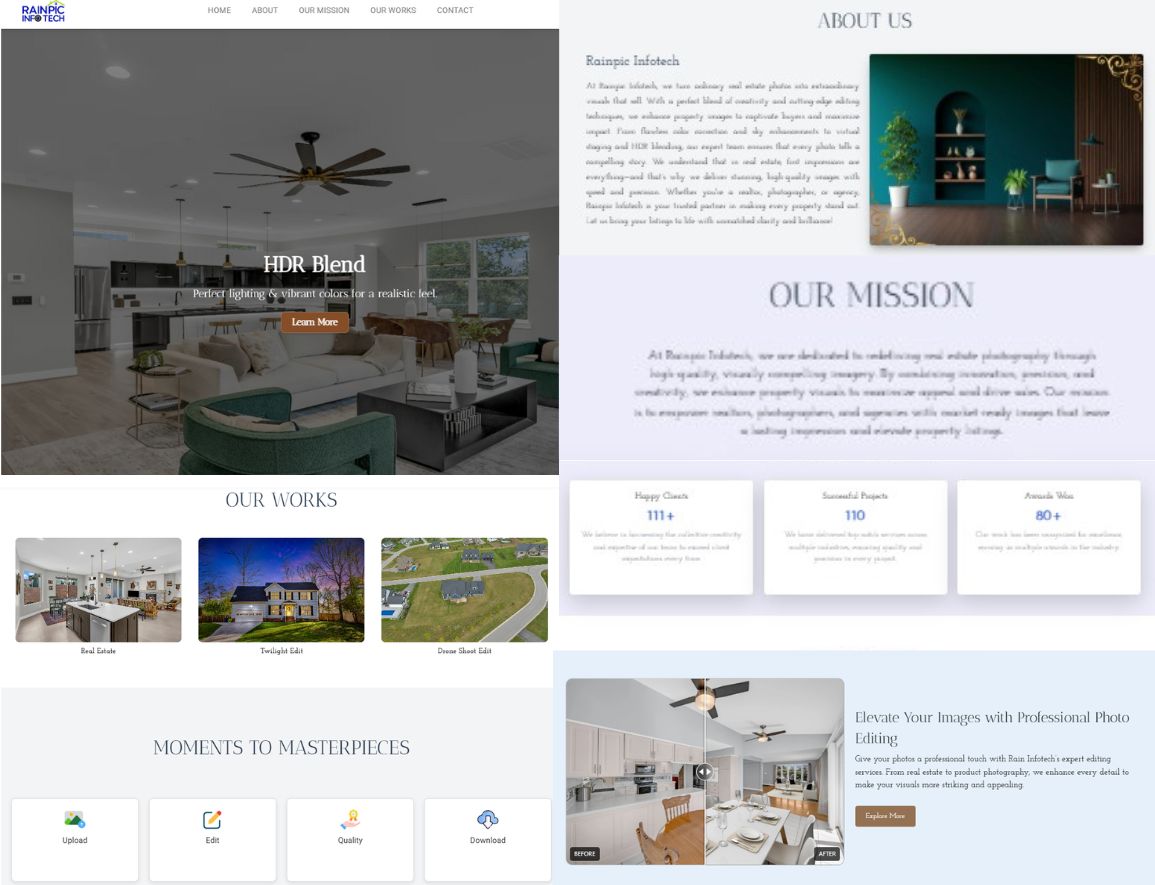 RAINPIC
INFOTECH
HOME ABOUT OUR MISSION OUR WORKS CONTACT
HDR Blend
Perfect lighting & vibrant colors for a realistic feel.
Learn More
OUR WORKS
Real Estate
Twilight Edit
Drone Shoot Edit
MOMENTS TO MASTERPIECES
Upload
Edit
Quality
Download
ABOUT US
Rainpic Infotech
At Rainpic Infotech, we turn ordinary real estate photos into extraordinary
visuals that sell. With a perfect blend of creativity and cutting-edge editing
techniques, we enhance property images to captivate buyers and maximize
impact. From flawless color correction and sky enhancements to virtual
staging and HDR blending, our expert team ensures that every photo tells a
compelling story. We understand that in real estate, first impressions are
everything—and that's why we deliver stunning, high-quality images with
speed and precision. Whether you're a realtor, photographer, or agency,
Rainpic Infotech is your trusted partner in making every property stand out.
Let us bring your listings to life with unmatched clarity and brilliance!
OUR MISSION
At Rainpic Infotech, we are dedicated to redefining real estate photography through
high-quality, visually compelling imagery. By combining innovation, precision, and
creativity, we enhance property visuals to maximize appeal and drive sales. Our mission
is to empower realtors, photographers, and agencies with market-ready images that leave
a lasting impression and elevate property listings.
Happy Clients
111+
We believe in harnessing the collective creativity
and expertise of our team to exceed client
expectations every time.
Successful Projects
110
We have delivered top-notch services across
multiple industries, ensuring quality and
precision in every project.
Awards Won
80+
Our work has been recognized for excellence,
earning us multiple awards in the industry.
BEFORE
AFTER
Elevate Your Images with Professional Photo
Editing
Give your photos a professional touch with Rain Infotech's expert editing
services. From real estate to product photography, we enhance every detail to
make your visuals more striking and appealing.
Explore More